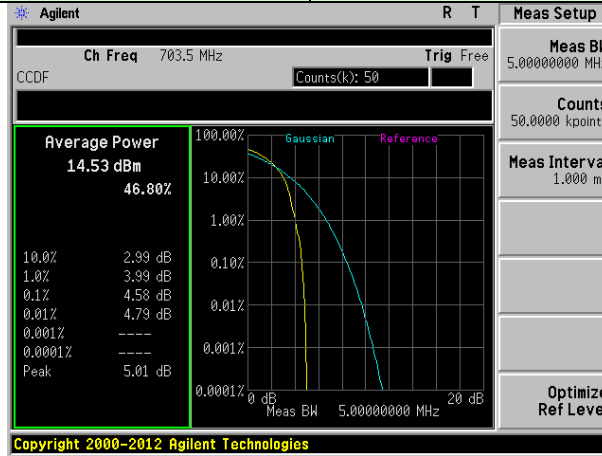 Agilent R T Meas Setup
Ch Freq 703.5 MHz Trig Free
CCDF Counts(k): 50
Meas B
5.00000000 MH
Count
50.0000 kpoint
Meas Interva
1.000 m
Optimiz
Ref Leve
Average Power
14.53 dBm
46.80%
10.0% 2.99 dB
1.0% 3.99 dB
0.1% 4.58 dB
0.01% 4.79 dB
0.001% ----
0.0001% ----
Peak 5.01 dB
Gaussian Reference
100.00%
10.00%
1.00%
0.10%
0.01%
0.001%
0.0001%
0 dB 20 dB
Meas BW 5.00000000 MHz
Copyright 2000-2012 Agilent Technologies